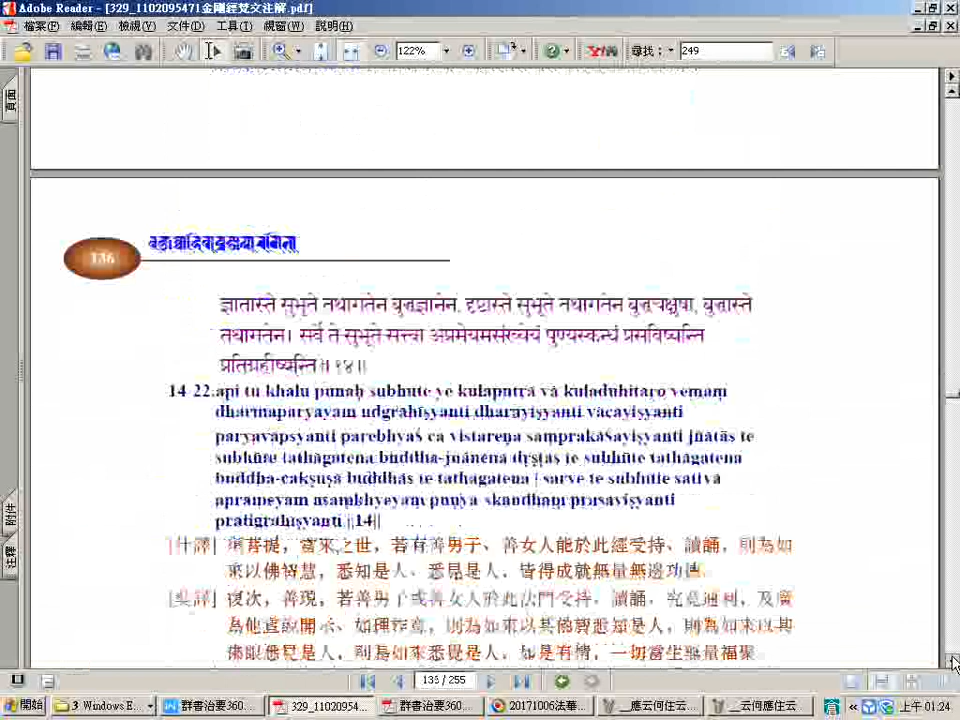 Adobe Reader - [329_1102095471金剛經梵文注解.pdf]
檔案(F) 編輯(E) 檢視(V) 文件(D) 工具(T) 視窗(W) 說明(H)
122% 尋找: 249
頁面
136
ज्ञातास्ते सुभूते तथागतेन बुद्धज्ञानेन, दृष्टास्ते सुभूते तथागतेन बुद्धचक्षुषा, बुद्धास्ते
तथागतेन। सर्वे ते सुभूते सत्त्वा अप्रमेयमसंख्येयं पुण्यस्कन्धं प्रसविष्यन्ति
प्रतिग्रहीष्यन्ति॥१४॥
14-22.api tu khalu punaḥ subhūte ye kulaputrā vā kuladuhitaro vemaṃ
dharmaparyāyam udgrahīṣyanti dhārayiṣyanti vācayiṣyanti
paryavāpsyanti parebhyaś ca vistareṇa saṃprakāśayiṣyanti jñātās te
subhūte tathāgatena buddha-jñānena dṛṣṭās te subhūte tathāgatena
buddha-cakṣuṣā buddhās te tathāgatena | sarve te subhūte sattvā
aprameyam asaṃkhyeyaṃ puṇya skandhaṃ prasaviṣyanti
pratigrahīṣyanti ||14||
[什譯] 須菩提，當來之世，若有善男子、善女人能於此經受持、讀誦，則為如
來以佛智慧，悉知是人、悉見是人，皆得成就無量無邊功德。
[奘譯] 復次，善現，若善男子或善女人於此法門受持、讀誦、究竟通利，及廣
為他宣說開示、如理作意，則為如來以其佛智悉知是人，則為如來以其
佛眼悉見是人，則為如來悉覺是人，如是有情，一切當生無量福聚
附件
註釋
135 / 255
開始 3 Windows E... 群書治要360... 329_11020954... 群書治要360... 20171006法華... __應云何住云... __云何應住云... 上午 01:24